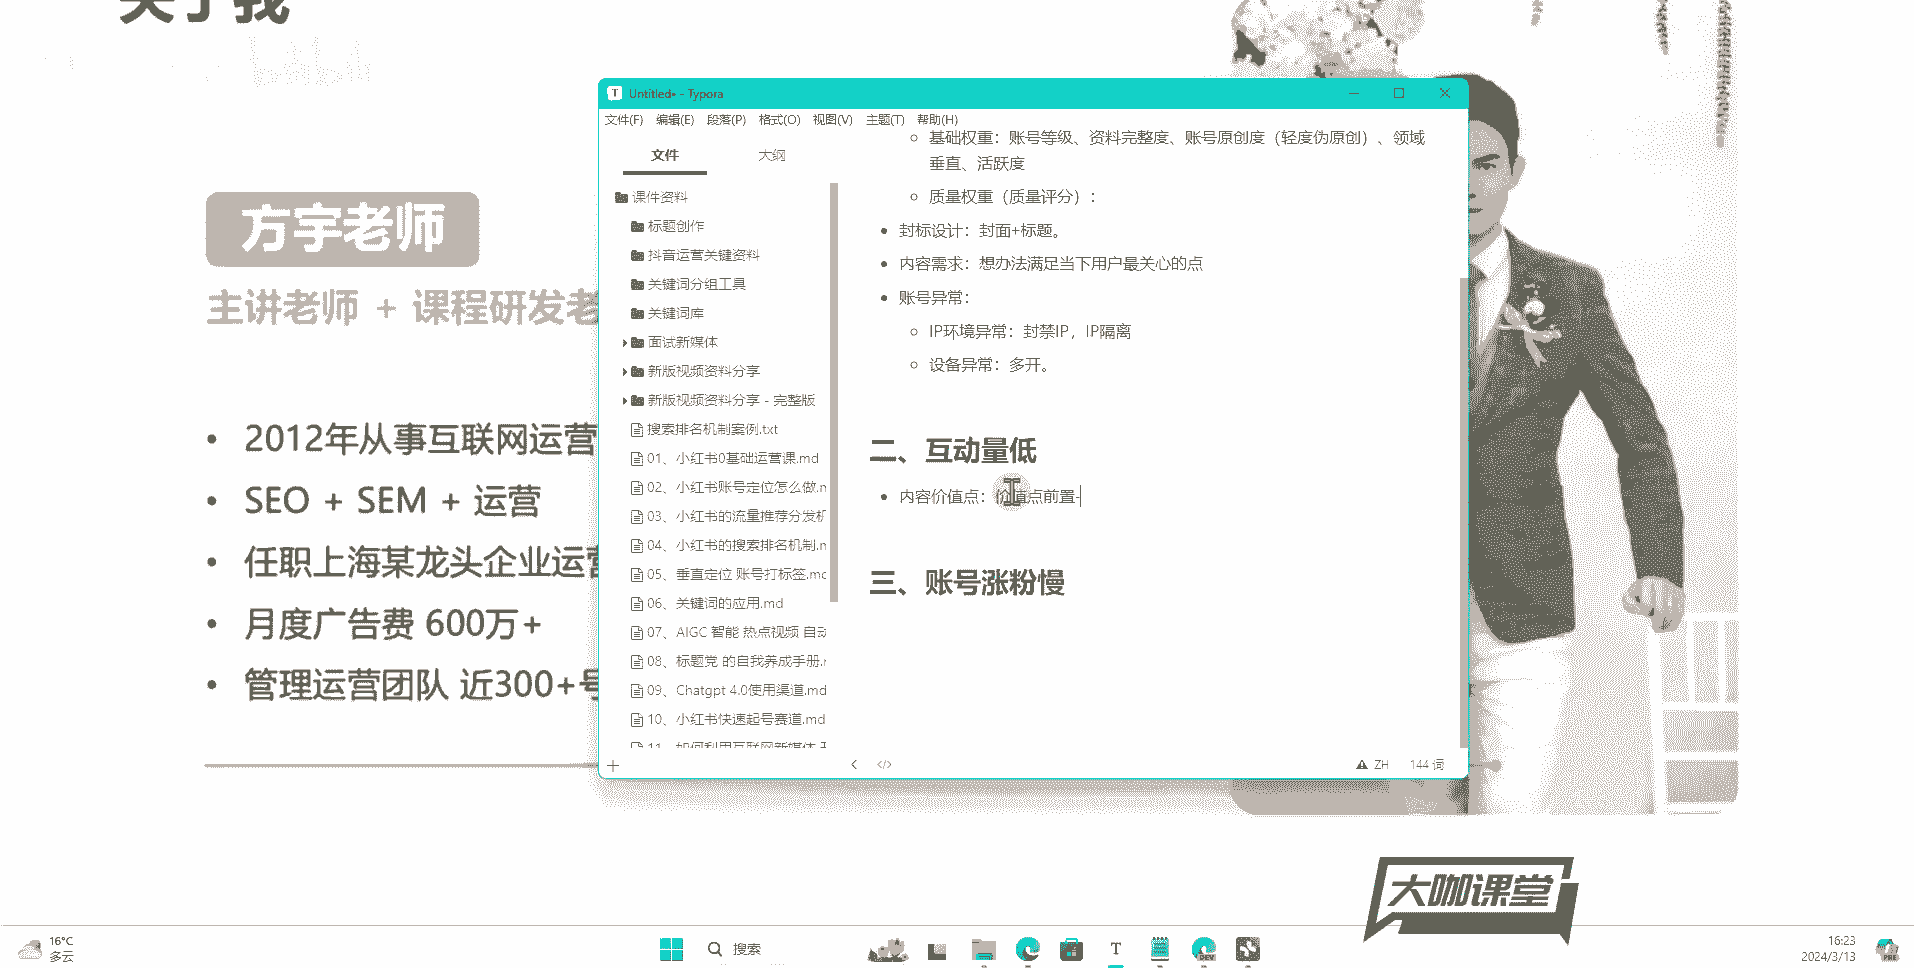 关于我
bilibili
方宇老师
主讲老师 + 课程研发老
• 2012年从事互联网运营
• SEO + SEM + 运营
• 任职上海某龙头企业运营
• 月度广告费 600万+
• 管理运营团队 近300+号
Untitled• - Typora
文件(F) 编辑(E) 段落(P) 格式(O) 视图(V) 主题(T) 帮助(H)
文件 大纲
课件资料
标题创作
抖音运营关键资料
关键词分组工具
关键词库
面试新媒体
新版视频资料分享
新版视频资料分享 - 完整版
搜索排名机制案例.txt
01、小红书0基础运营课.md
02、小红书账号定位怎么做.m
03、小红书的流量推荐分发机
04、小红书的搜索排名机制.m
05、垂直定位 账号打标签.md
06、关键词的应用.md
07、AIGC 智能 热点视频 自动
08、标题党 的自我养成手册.m
09、Chatgpt 4.0使用渠道.md
10、小红书快速起号赛道.md
11、如何利用互联网新媒体
基础权重：账号等级、资料完整度、账号原创度（轻度伪原创）、领域
垂直、活跃度
质量权重（质量评分）：
封标设计：封面+标题。
内容需求：想办法满足当下用户最关心的点
账号异常：
IP环境异常：封禁IP，IP隔离
设备异常：多开。
二、互动量低
内容价值点：价值点前置-
三、账号涨粉慢
ZH 144 词
大咖课堂
16°C
多云
搜索
T
DEV
16:23
2024/3/13
PRE